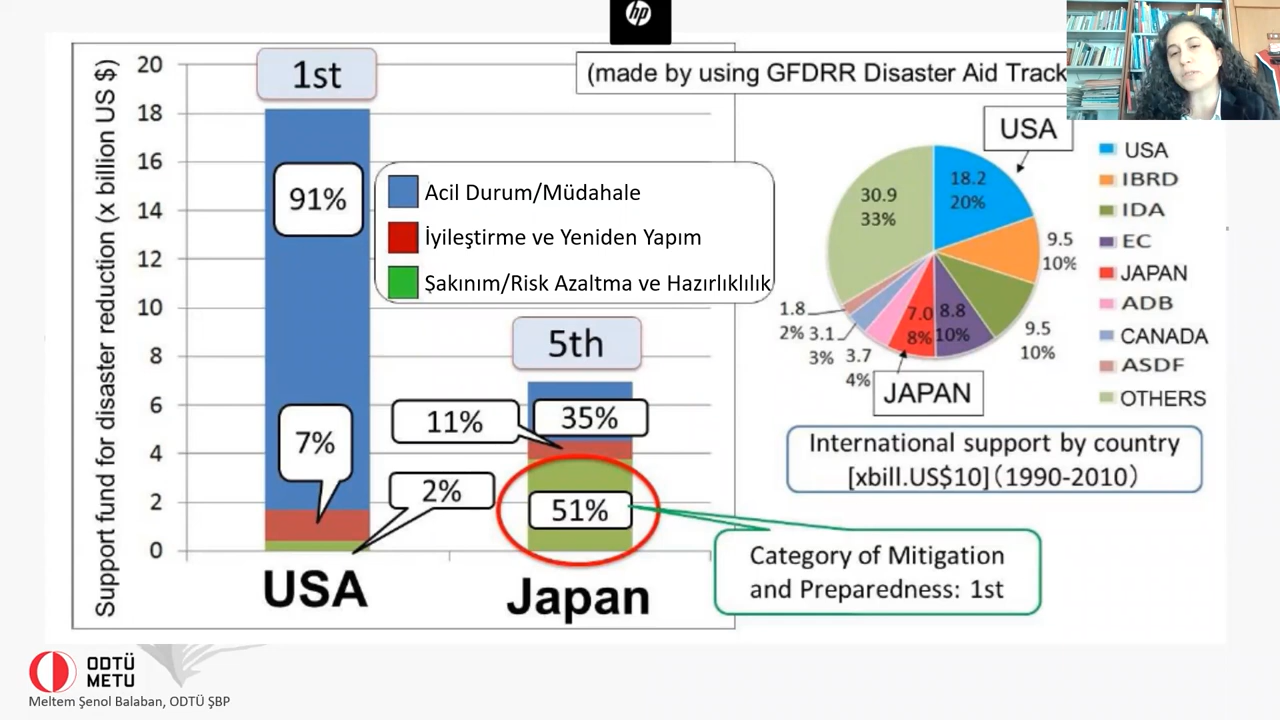 hp
(made by using GFDRR Disaster Aid Track
Support fund for disaster reduction (x billion US $)
20
18
16
14
12
10
8
6
4
2
0
1st
91%
7%
2%
USA
5th
11%
35%
51%
Japan
Acil Durum/Müdahale
İyileştirme ve Yeniden Yapım
Şakınım/Risk Azaltma ve Hazırlıklılık
Category of Mitigation
and Preparedness: 1st
USA
18.2
20%
9.5
10%
9.5
10%
8.8
10%
7.0
8%
3.7
4%
3.1
3%
1.8
2%
30.9
33%
JAPAN
USA
IBRD
IDA
EC
JAPAN
ADB
CANADA
ASDF
OTHERS
International support by country
[xbill.US$10] (1990-2010)
ODTÜ
METU
Meltem Şenol Balaban, ODTÜ ŞBP